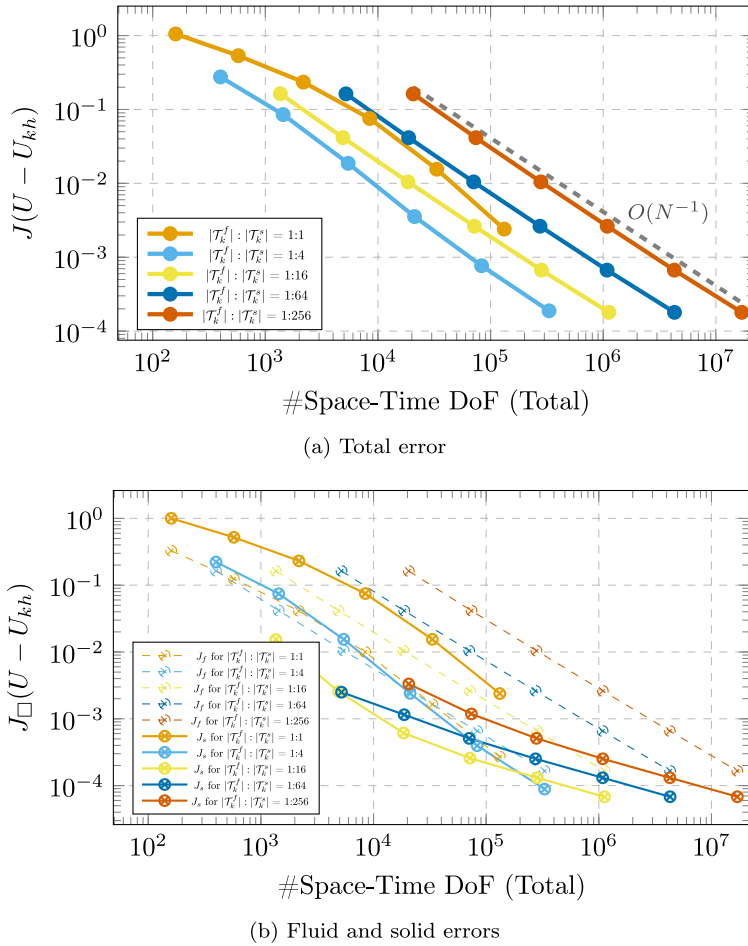 10^0
10^{-1}
10^{-2}
10^{-3}
10^{-4}
J(U − U_{kh})
O(N^{-1})
|𝒯_k^f| : |𝒯_k^s| = 1:1
|𝒯_k^f| : |𝒯_k^s| = 1:4
|𝒯_k^f| : |𝒯_k^s| = 1:16
|𝒯_k^f| : |𝒯_k^s| = 1:64
|𝒯_k^f| : |𝒯_k^s| = 1:256
10^2 10^3 10^4 10^5 10^6 10^7
#Space-Time DoF (Total)
(a) Total error
10^0
10^{-1}
10^{-2}
10^{-3}
10^{-4}
J_□(U − U_{kh})
J_f for |𝒯_k^f| : |𝒯_k^s| = 1:1
J_f for |𝒯_k^f| : |𝒯_k^s| = 1:4
J_f for |𝒯_k^f| : |𝒯_k^s| = 1:16
J_f for |𝒯_k^f| : |𝒯_k^s| = 1:64
J_f for |𝒯_k^f| : |𝒯_k^s| = 1:256
J_s for |𝒯_k^f| : |𝒯_k^s| = 1:1
J_s for |𝒯_k^f| : |𝒯_k^s| = 1:4
J_s for |𝒯_k^f| : |𝒯_k^s| = 1:16
J_s for |𝒯_k^f| : |𝒯_k^s| = 1:64
J_s for |𝒯_k^f| : |𝒯_k^s| = 1:256
10^2 10^3 10^4 10^5 10^6 10^7
#Space-Time DoF (Total)
(b) Fluid and solid errors